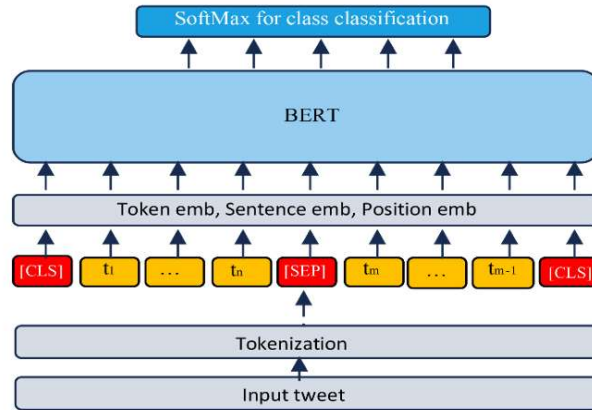 SoftMax for class classification
BERT
Token emb, Sentence emb, Position emb
[CLS] t1 ... tn [SEP] tm ... tm-1 [CLS]
Tokenization
Input tweet